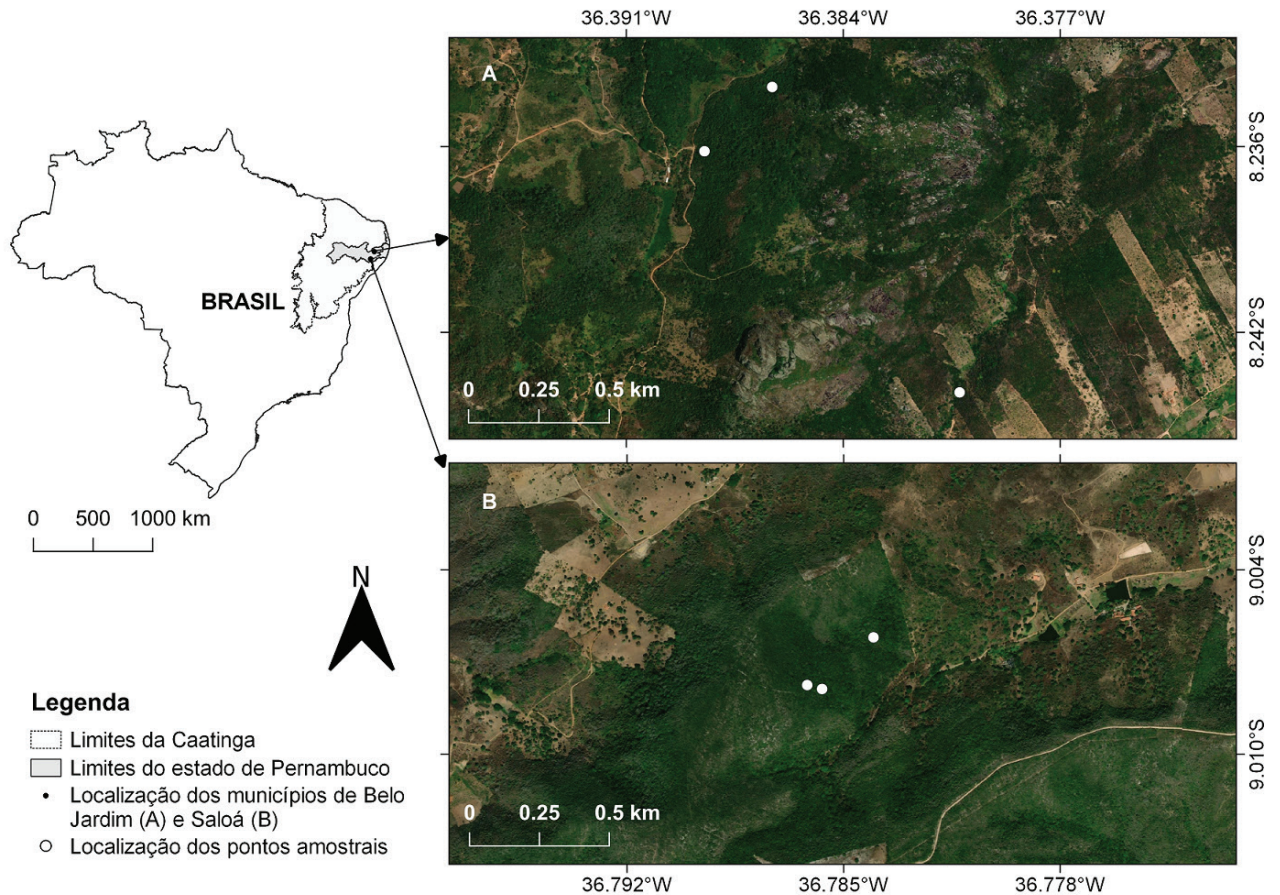 36.391°W 36.384°W 36.377°W
A
8.236°S
8.242°S
0 0.25 0.5 km
BRASIL
0 500 1000 km
N
B
9.004°S
9.010°S
0 0.25 0.5 km
36.792°W 36.785°W 36.778°W
Legenda
Limites da Caatinga
Limites do estado de Pernambuco
Localização dos municípios de Belo
Jardim (A) e Saloá (B)
Localização dos pontos amostrais